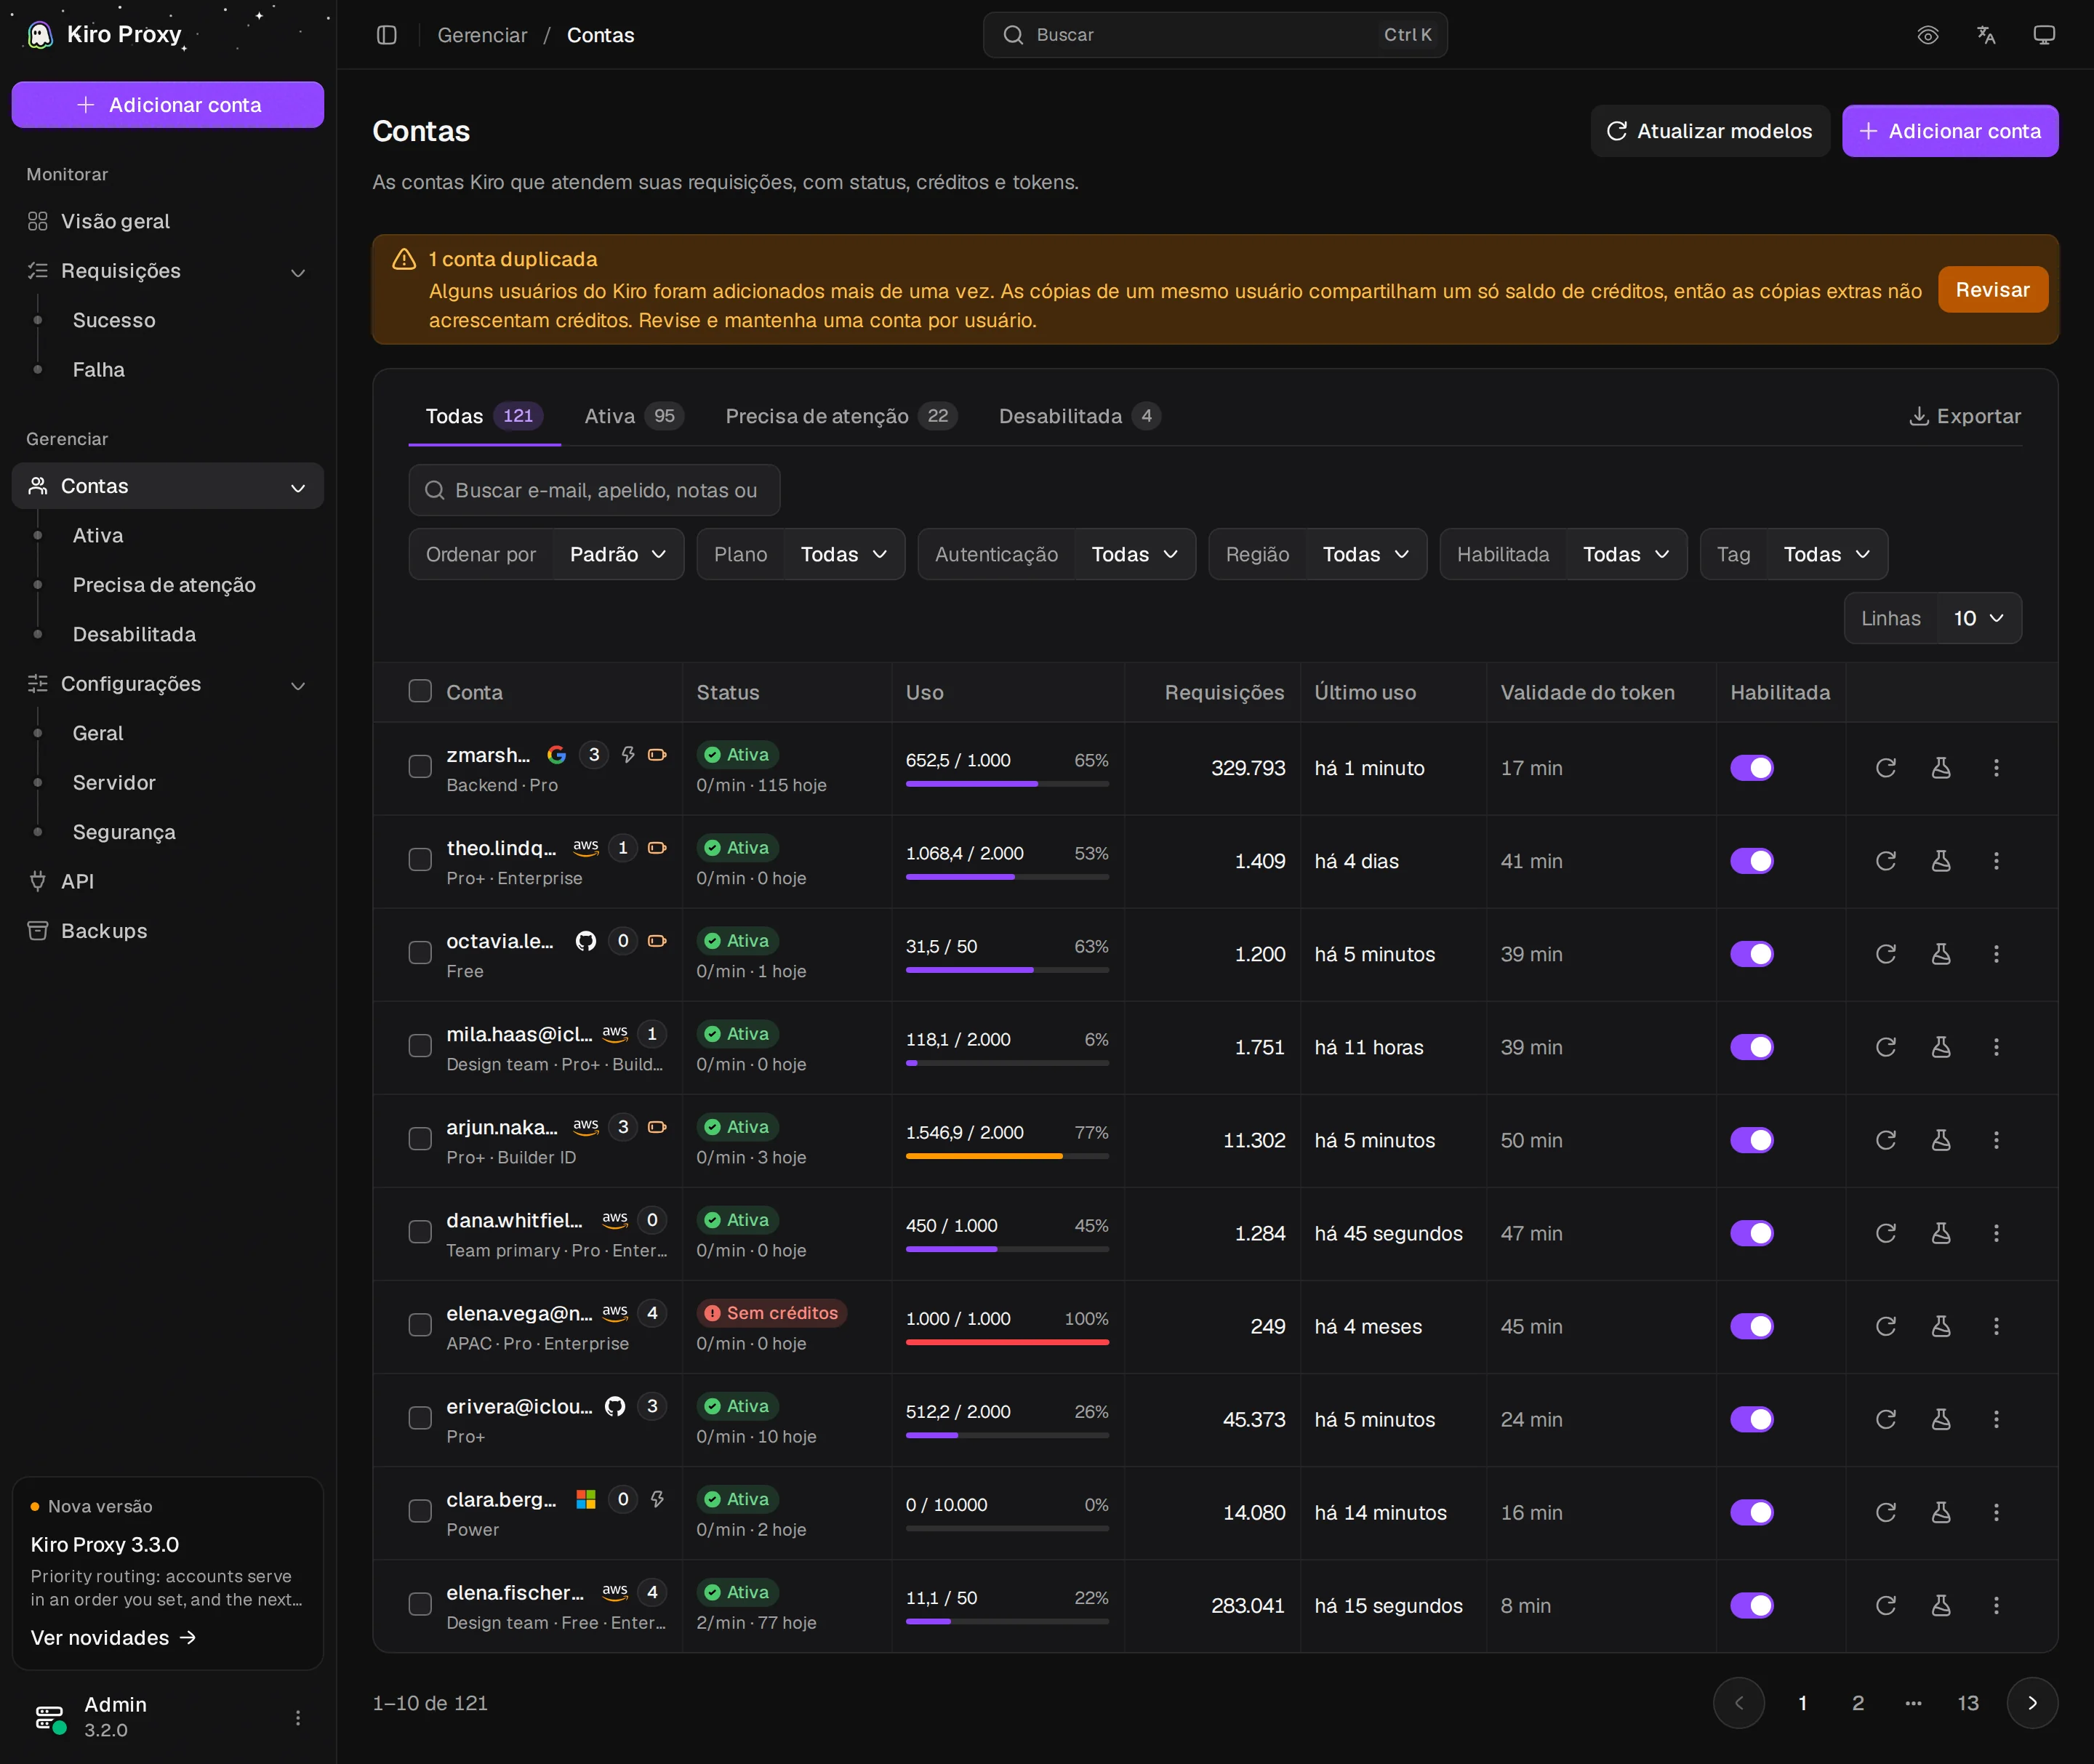 Kiro Proxy
Adicionar conta
Monitorar
Visão geral
Requisições
Sucesso
Falha
Gerenciar
Contas
Ativa
Precisa de atenção
Desabilitada
Configurações
Geral
Servidor
Segurança
API
Backups
Nova versão
Kiro Proxy 3.3.0
Priority routing: accounts serve
in an order you set, and the next...
Ver novidades
Admin
3.2.0
Gerenciar / Contas
Buscar Ctrl K
Contas
As contas Kiro que atendem suas requisições, com status, créditos e tokens.
Atualizar modelos
Adicionar conta
1 conta duplicada
Alguns usuários do Kiro foram adicionados mais de uma vez. As cópias de um mesmo usuário compartilham um só saldo de créditos, então as cópias extras não
acrescentam créditos. Revise e mantenha uma conta por usuário.
Revisar
Todas 121 Ativa 95 Precisa de atenção 22 Desabilitada 4 Exportar
Buscar e-mail, apelido, notas ou
Ordenar por Padrão Plano Todas Autenticação Todas Região Todas Habilitada Todas Tag Todas
Linhas 10
Conta Status Uso Requisições Último uso Validade do token Habilitada
zmarsh... 3 Ativa 652,5 / 1.000 65% 329.793 há 1 minuto 17 min
Backend · Pro 0/min · 115 hoje
theo.lindq... aws 1 Ativa 1.068,4 / 2.000 53% 1.409 há 4 dias 41 min
Pro+ · Enterprise 0/min · 0 hoje
octavia.le... 0 Ativa 31,5 / 50 63% 1.200 há 5 minutos 39 min
Free 0/min · 1 hoje
mila.haas@icl... aws 1 Ativa 118,1 / 2.000 6% 1.751 há 11 horas 39 min
Design team · Pro+ · Build... 0/min · 0 hoje
arjun.naka... aws 3 Ativa 1.546,9 / 2.000 77% 11.302 há 5 minutos 50 min
Pro+ · Builder ID 0/min · 3 hoje
dana.whitfiel... aws 0 Ativa 450 / 1.000 45% 1.284 há 45 segundos 47 min
Team primary · Pro · Enter... 0/min · 0 hoje
elena.vega@n... aws 4 Sem créditos 1.000 / 1.000 100% 249 há 4 meses 45 min
APAC · Pro · Enterprise 0/min · 0 hoje
erivera@iclou... 3 Ativa 512,2 / 2.000 26% 45.373 há 5 minutos 24 min
Pro+ 0/min · 10 hoje
clara.berg... 0 Ativa 0 / 10.000 0% 14.080 há 14 minutos 16 min
Power 0/min · 2 hoje
elena.fischer... aws 4 Ativa 11,1 / 50 22% 283.041 há 15 segundos 8 min
Design team · Free · Enter... 2/min · 77 hoje
1–10 de 121
1 2 ... 13